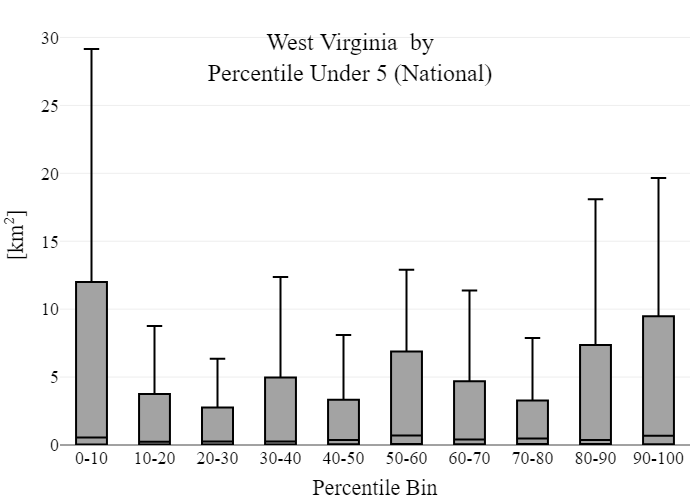 West Virginia by
Percentile Under 5 (National)
[km²]
30
25
20
15
10
5
0
0-10 10-20 20-30 30-40 40-50 50-60 60-70 70-80 80-90 90-100
Percentile Bin